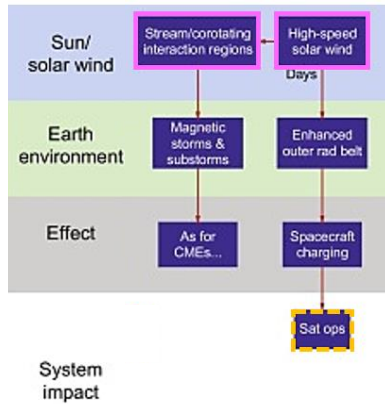 Sun/
solar wind
Stream/corotating
interaction regions
High-speed
solar wind
Days
Earth
environment
Magnetic
storms &
substorms
Enhanced
outer rad belt
Effect
As for
CMEs...
Spacecraft
charging
Sat ops
System
impact